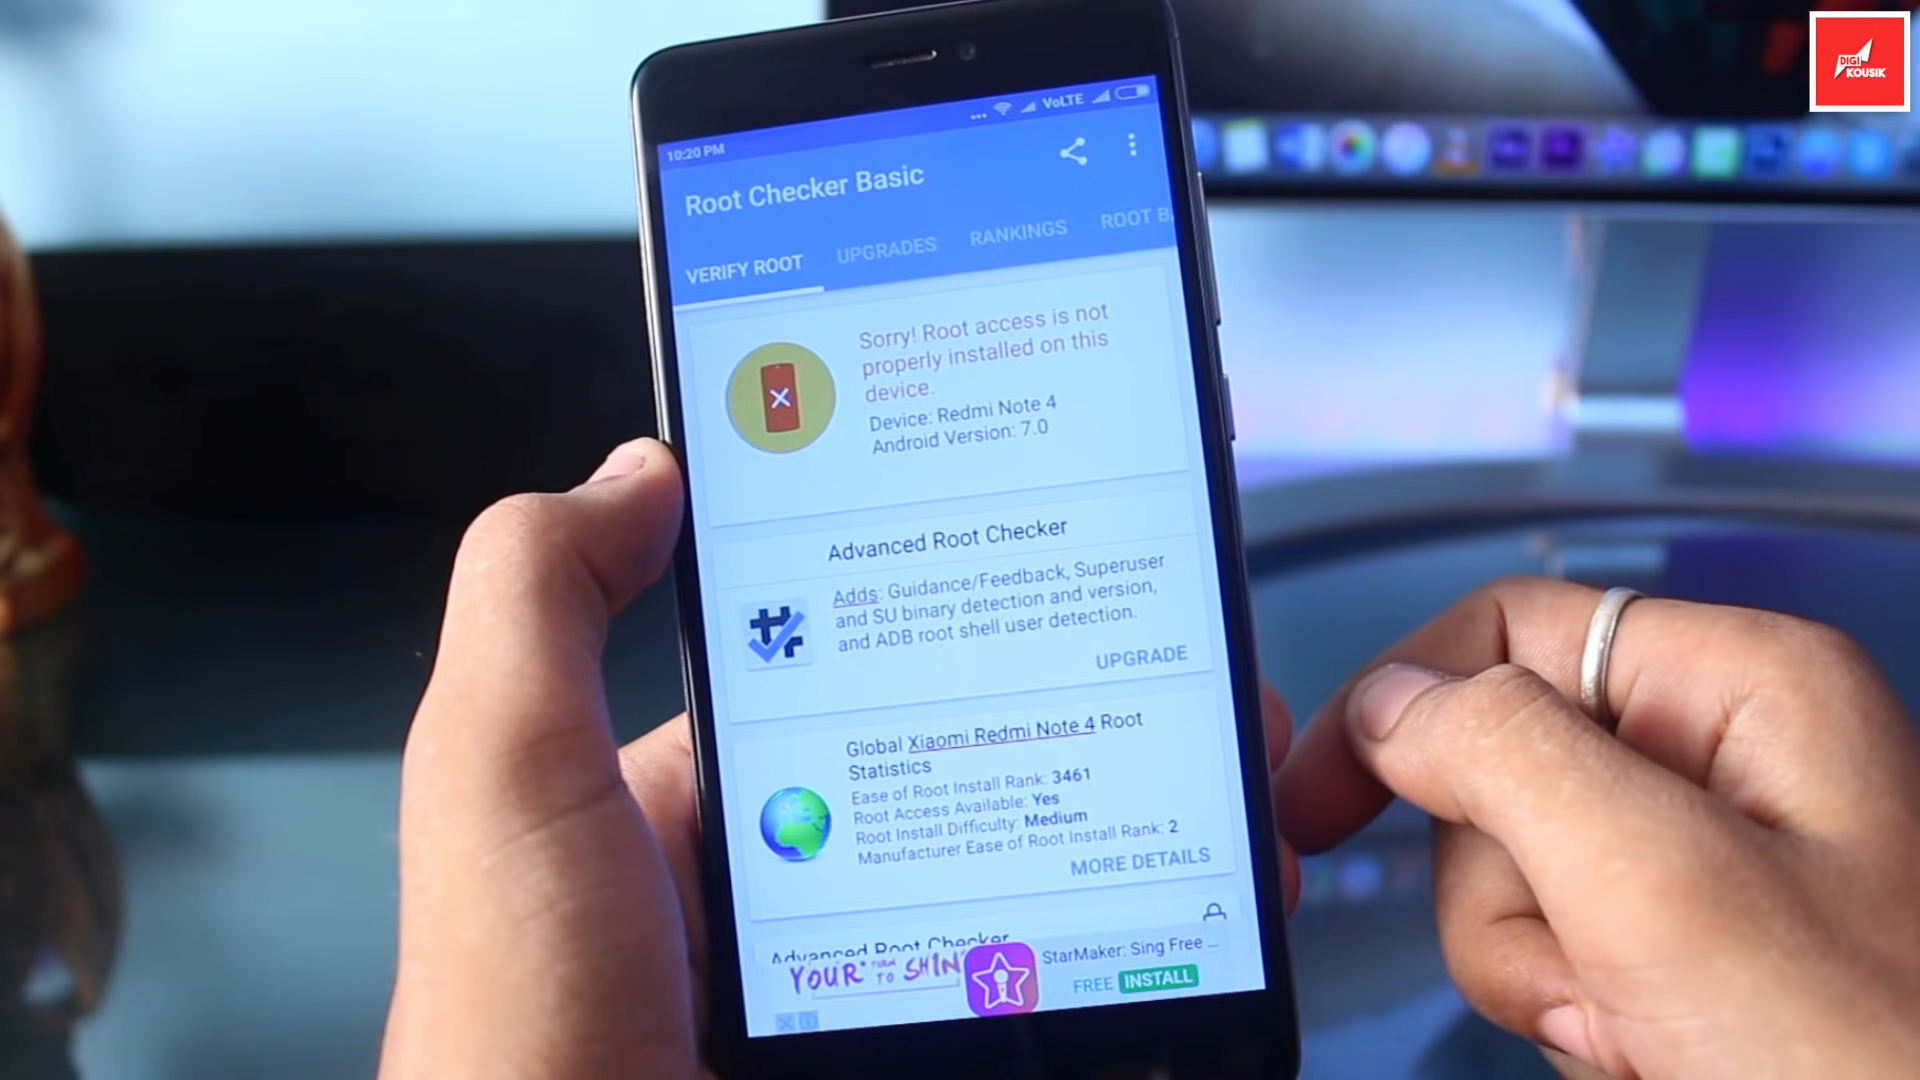 DIGI
KOUSIK
10:20 PM
VoLTE
Root Checker Basic
VERIFY ROOT
UPGRADES
RANKINGS
ROOT B
Sorry! Root access is not
properly installed on this
device.
Device: Redmi Note 4
Android Version: 7.0
Advanced Root Checker
Adds: Guidance/Feedback, Superuser
and SU binary detection and version,
and ADB root shell user detection.
UPGRADE
Global Xiaomi Redmi Note 4 Root
Statistics
Ease of Root Install Rank: 3461
Root Access Available: Yes
Root Install Difficulty: Medium
Manufacturer Ease of Root Install Rank: 2
MORE DETAILS
Advanced Root Checker
YOUR TURN TO SHIN
StarMaker: Sing Free ...
FREE INSTALL